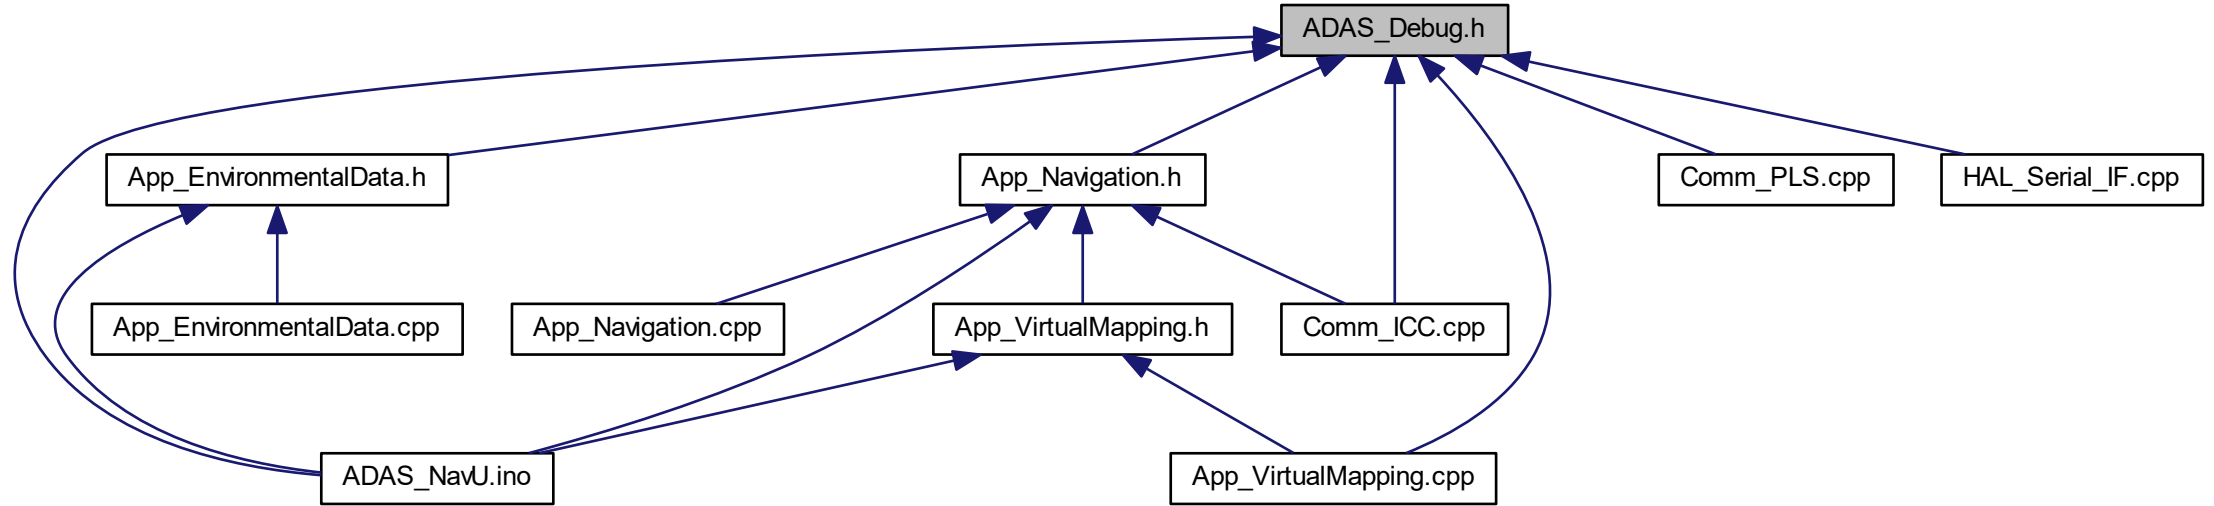 ADAS_Debug.h
App_EnvironmentalData.h
App_Navigation.h
Comm_PLS.cpp
HAL_Serial_IF.cpp
App_EnvironmentalData.cpp
App_Navigation.cpp
App_VirtualMapping.h
Comm_ICC.cpp
ADAS_NavU.ino
App_VirtualMapping.cpp